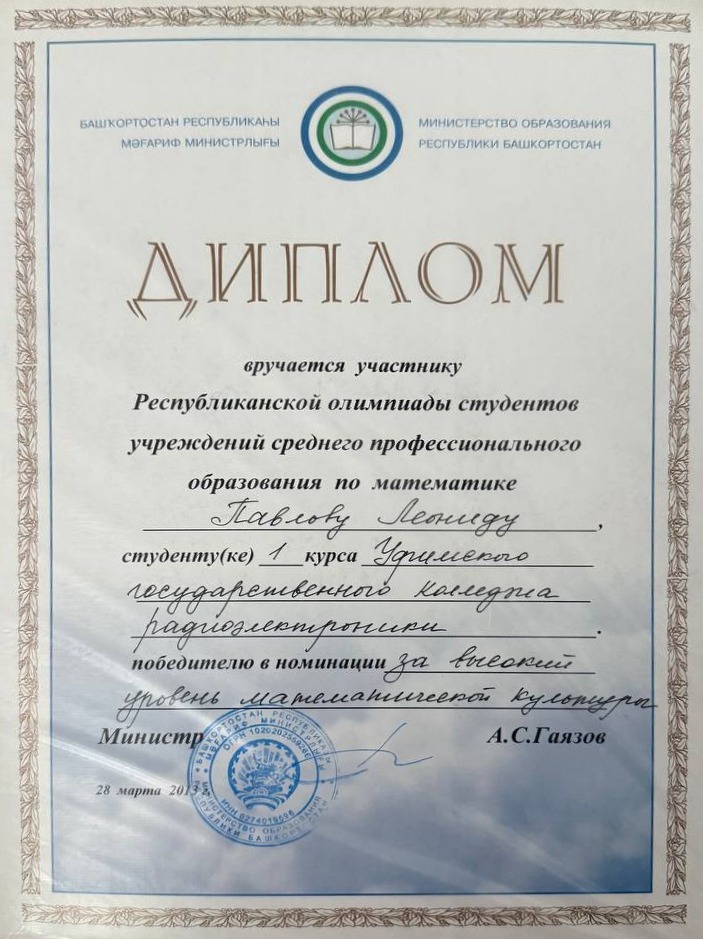 БАШҠОРТОСТАН РЕСПУБЛИКАҺЫ
МӘҒАРИФ МИНИСТРЛЫҒЫ
МИНИСТЕРСТВО ОБРАЗОВАНИЯ
РЕСПУБЛИКИ БАШКОРТОСТАН
ДИПЛОМ
вручается участнику
Республиканской олимпиады студентов
учреждений среднего профессионального
образования по математике
Павлову Леониду,
студенту(ке) 1 курса Уфимского
государственного колледжа
радиоэлектроники.
победителю в номинации за высокий
уровень математической культуры
Министр А.С.Гаязов
28 марта 2013
БАШҠОРТОСТАН РЕСПУБЛИКАҺЫ
МӘҒАРИФ МИНИСТРЛЫҒЫ
ОГРН
ИНН
МИНИСТЕРСТВО ОБРАЗОВАНИЯ
РЕСПУБЛИКИ БАШКОРТОСТАН